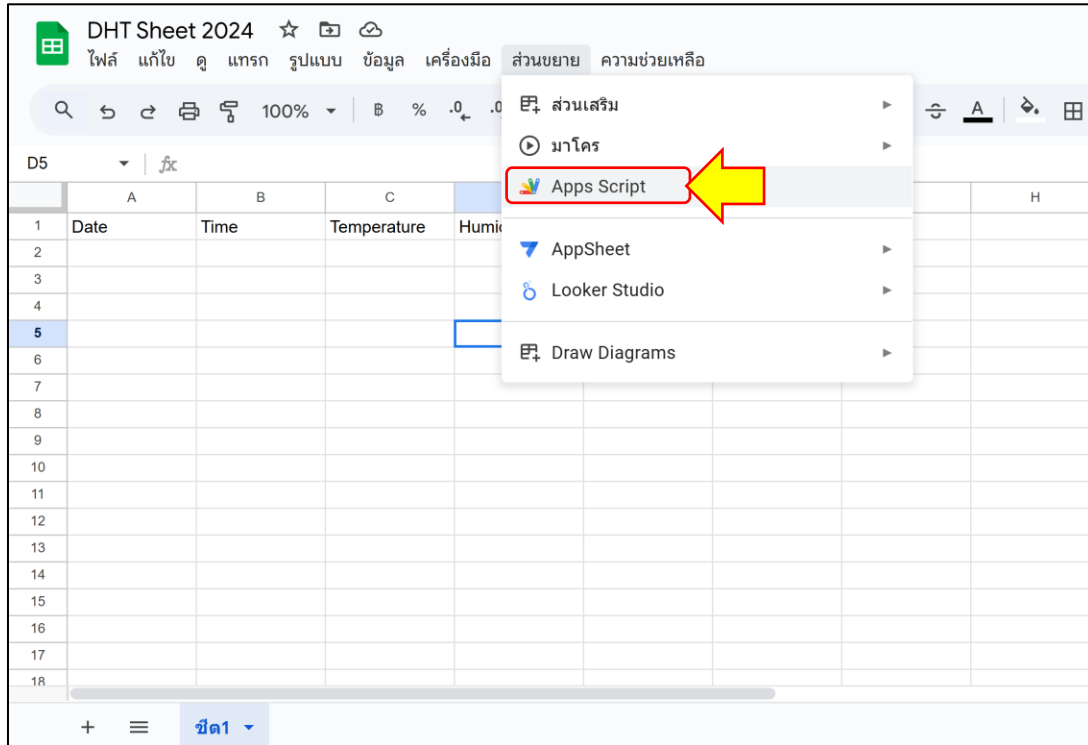 DHT Sheet 2024
ไฟล์ แก้ไข ดู แทรก รูปแบบ ข้อมูล เครื่องมือ ส่วนขยาย ความช่วยเหลือ
100% ฿ % .0 .0 A
ส่วนเสริม
มาโคร
Apps Script
AppSheet
Looker Studio
Draw Diagrams
D5 fx
A B C H
1 Date Time Temperature
2
3
4
5
6
7
8
9
10
11
12
13
14
15
16
17
18
ชีต1